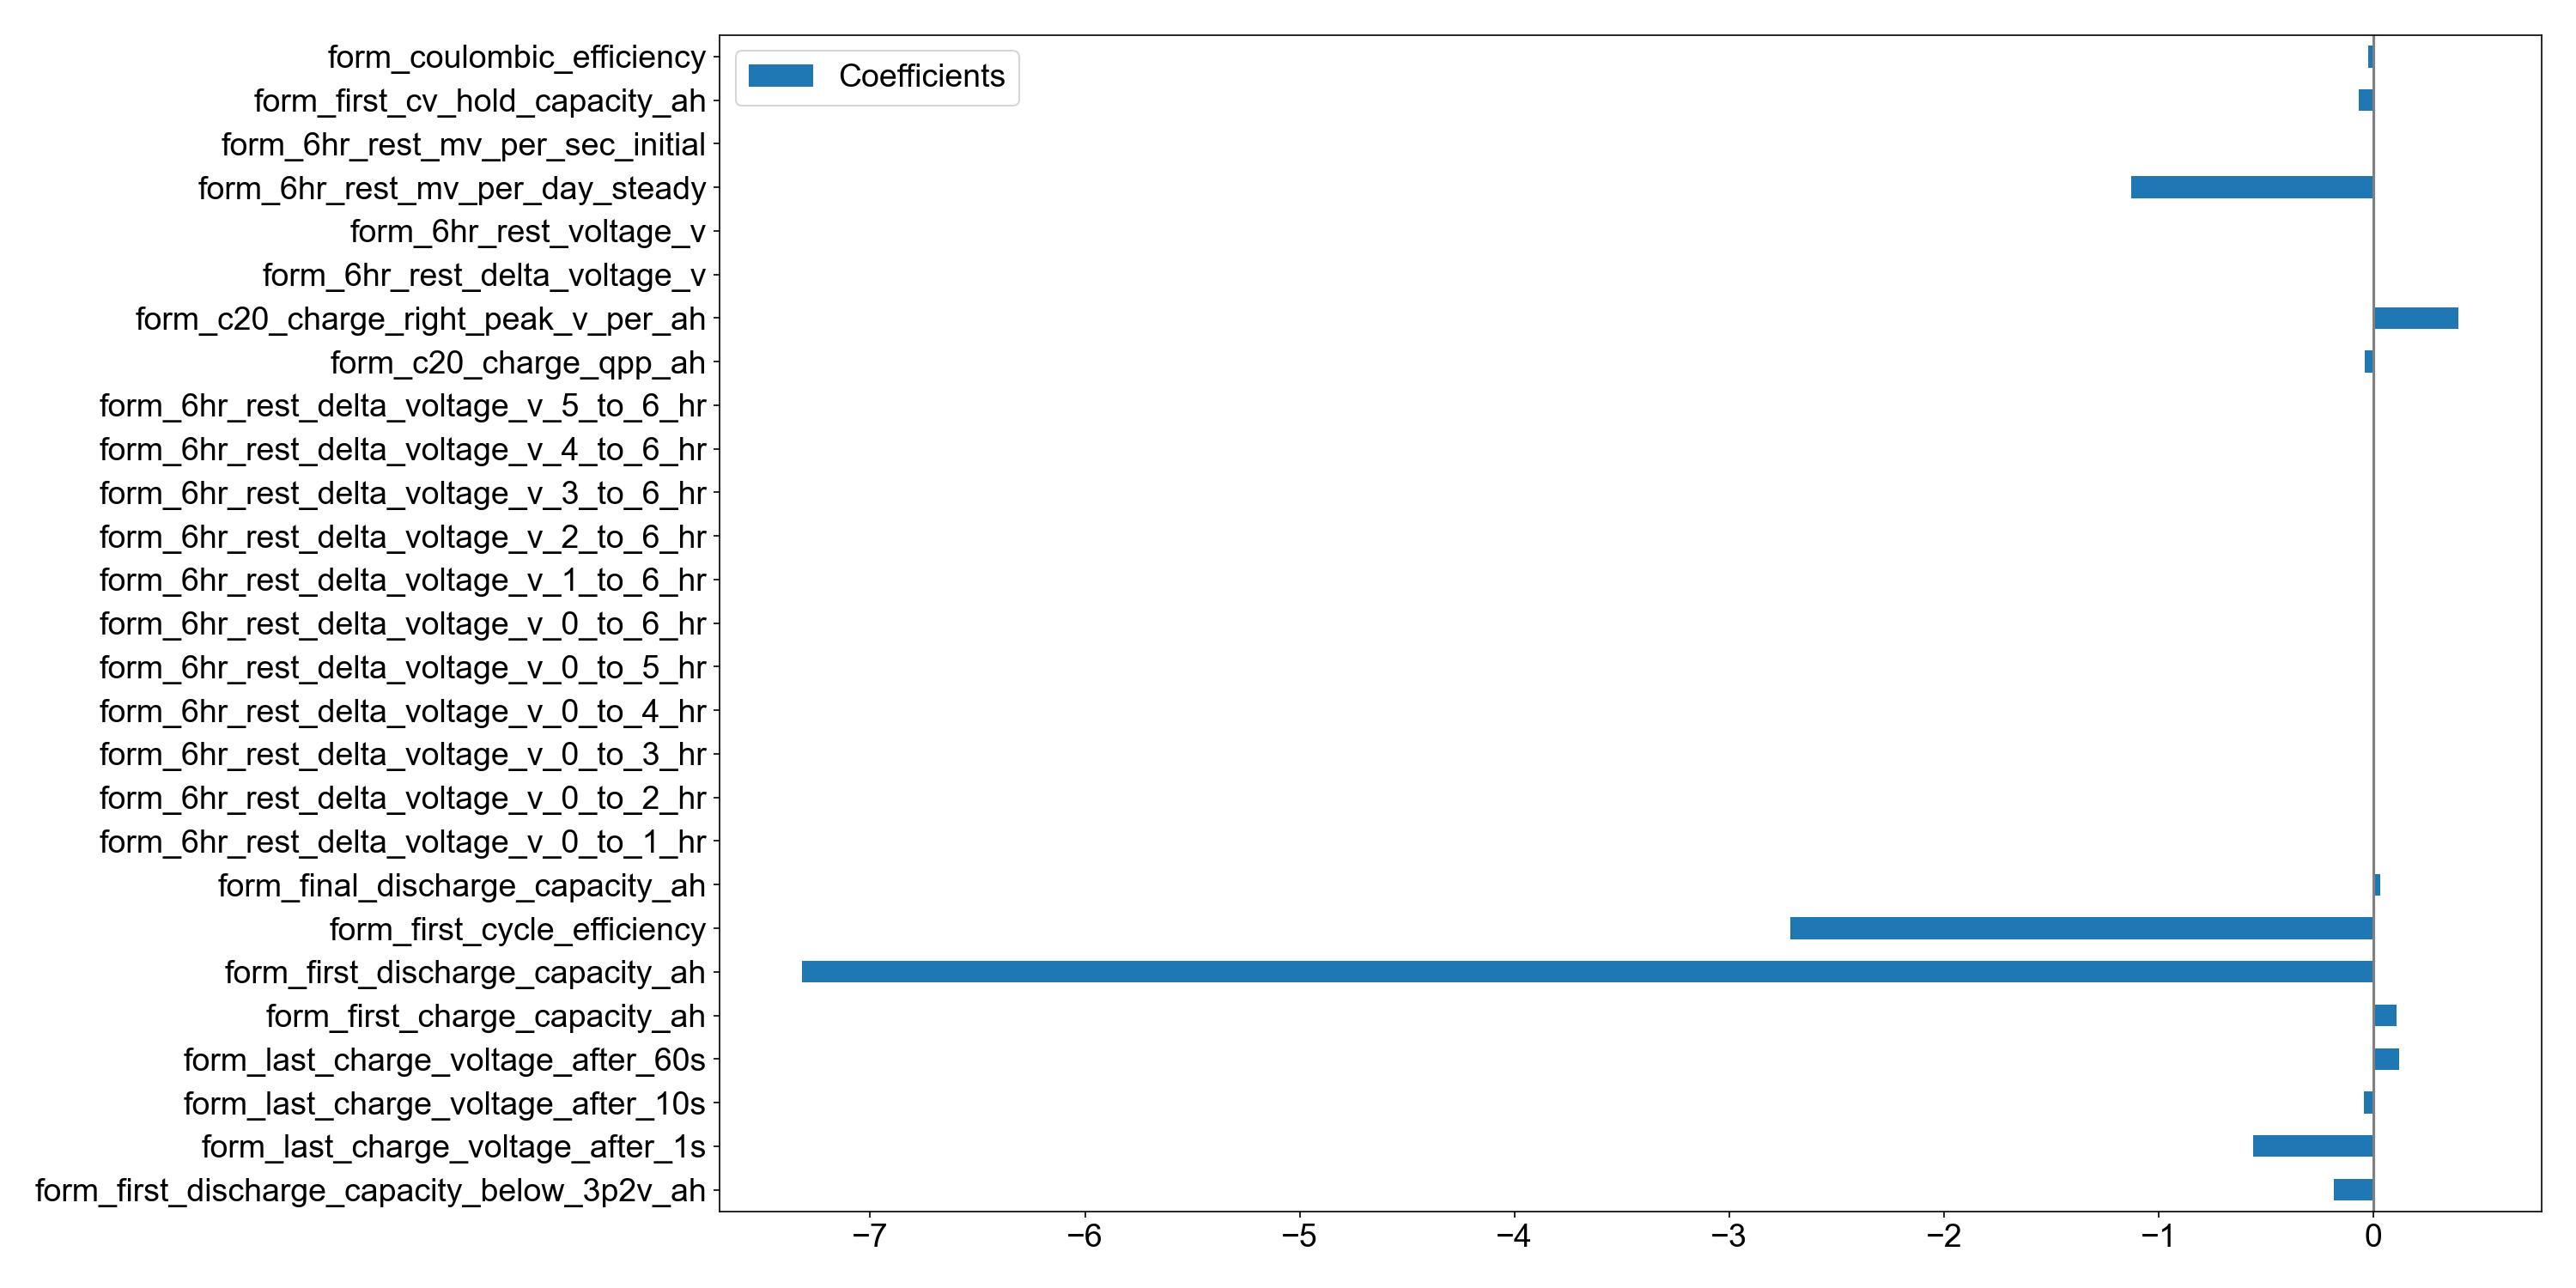 form_coulombic_efficiency
form_first_cv_hold_capacity_ah
form_6hr_rest_mv_per_sec_initial
form_6hr_rest_mv_per_day_steady
form_6hr_rest_voltage_v
form_6hr_rest_delta_voltage_v
form_c20_charge_right_peak_v_per_ah
form_c20_charge_qpp_ah
form_6hr_rest_delta_voltage_v_5_to_6_hr
form_6hr_rest_delta_voltage_v_4_to_6_hr
form_6hr_rest_delta_voltage_v_3_to_6_hr
form_6hr_rest_delta_voltage_v_2_to_6_hr
form_6hr_rest_delta_voltage_v_1_to_6_hr
form_6hr_rest_delta_voltage_v_0_to_6_hr
form_6hr_rest_delta_voltage_v_0_to_5_hr
form_6hr_rest_delta_voltage_v_0_to_4_hr
form_6hr_rest_delta_voltage_v_0_to_3_hr
form_6hr_rest_delta_voltage_v_0_to_2_hr
form_6hr_rest_delta_voltage_v_0_to_1_hr
form_final_discharge_capacity_ah
form_first_cycle_efficiency
form_first_discharge_capacity_ah
form_first_charge_capacity_ah
form_last_charge_voltage_after_60s
form_last_charge_voltage_after_10s
form_last_charge_voltage_after_1s
form_first_discharge_capacity_below_3p2v_ah
Coefficients
−7 −6 −5 −4 −3 −2 −1 0